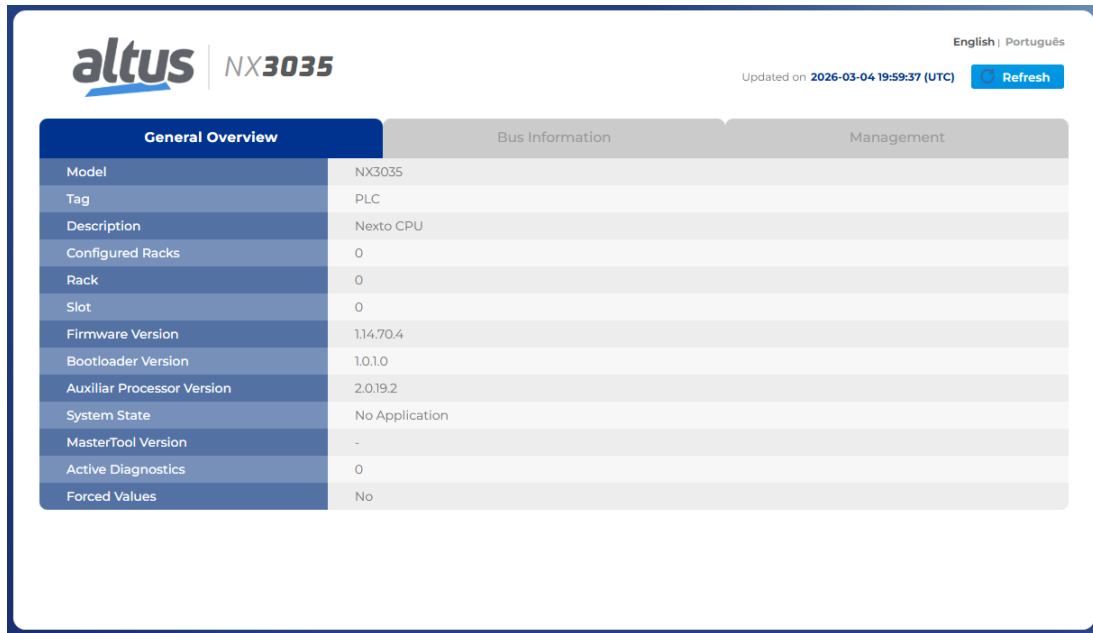 altus NX3035
English | Português
Updated on 2026-03-04 19:59:37 (UTC) Refresh
General Overview Bus Information Management
Model NX3035
Tag PLC
Description Nexto CPU
Configured Racks 0
Rack 0
Slot 0
Firmware Version 1.14.70.4
Bootloader Version 1.0.1.0
Auxiliar Processor Version 2.0.19.2
System State No Application
MasterTool Version -
Active Diagnostics 0
Forced Values No